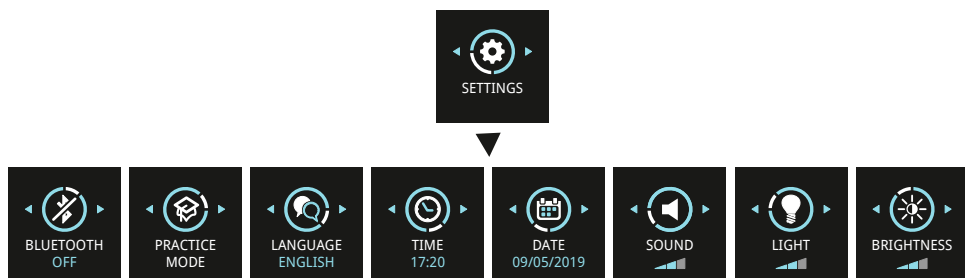 SETTINGS
BLUETOOTH
OFF
PRACTICE
MODE
LANGUAGE
ENGLISH
TIME
17:20
DATE
09/05/2019
SOUND
LIGHT
BRIGHTNESS